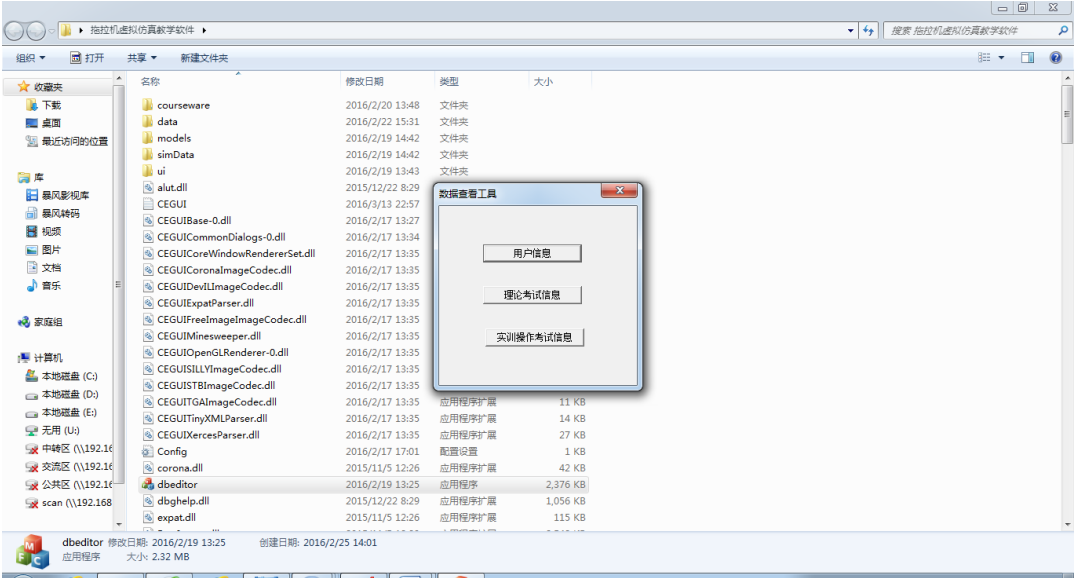 拖拉机虚拟仿真教学软件
搜索 拖拉机虚拟仿真教学软件
组织 打开 共享 新建文件夹
名称 修改日期 类型 大小
收藏夹
下载
桌面
最近访问的位置
库
暴风影视库
暴风转码
视频
图片
文档
音乐
家庭组
计算机
本地磁盘 (C:)
本地磁盘 (D:)
本地磁盘 (E:)
无用 (U:)
中转区 (\\192.16
交流区 (\\192.16
公共区 (\\192.16
scan (\\192.168
courseware 2016/2/20 13:48 文件夹
data 2016/2/22 15:31 文件夹
models 2016/2/19 14:42 文件夹
simData 2016/2/19 14:42 文件夹
ui 2016/2/19 13:43 文件夹
alut.dll 2015/12/22 8:29
CEGUI 2016/3/13 22:57
CEGUIBase-0.dll 2016/2/17 13:27
CEGUICommonDialogs-0.dll 2016/2/17 13:34
CEGUICoreWindowRendererSet.dll 2016/2/17 13:35
CEGUICoronaImageCodec.dll 2016/2/17 13:35
CEGUIDevILImageCodec.dll 2016/2/17 13:35
CEGUIExpatParser.dll 2016/2/17 13:35
CEGUIFreeImageImageCodec.dll 2016/2/17 13:35
CEGUIMinesweeper.dll 2016/2/17 13:35
CEGUIOpenGLRenderer-0.dll 2016/2/17 13:35
CEGUISILLYImageCodec.dll 2016/2/17 13:35
CEGUISTBImageCodec.dll 2016/2/17 13:35
CEGUITGAImageCodec.dll 2016/2/17 13:35 应用程序扩展 11 KB
CEGUITinyXMLParser.dll 2016/2/17 13:35 应用程序扩展 14 KB
CEGUIXercesParser.dll 2016/2/17 13:35 应用程序扩展 27 KB
Config 2016/2/17 17:01 配置设置 1 KB
corona.dll 2015/11/5 12:26 应用程序扩展 42 KB
dbeditor 2016/2/19 13:25 应用程序 2,376 KB
dbghelp.dll 2015/12/22 8:29 应用程序扩展 1,056 KB
expat.dll 2015/11/5 12:26 应用程序扩展 115 KB
数据查看工具
用户信息
理论考试信息
实训操作考试信息
dbeditor 修改日期: 2016/2/19 13:25 创建日期: 2016/2/25 14:01
应用程序 大小: 2.32 MB